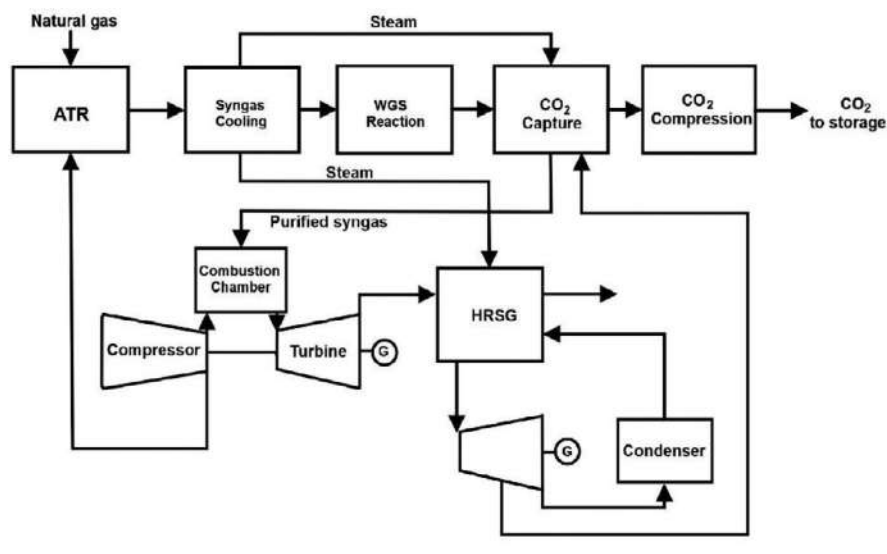 Natural gas
Steam
ATR
Syngas
Cooling
WGS
Reaction
CO₂
Capture
CO₂
Compression
CO₂
to storage
Steam
Purified syngas
Combustion
Chamber
Compressor
Turbine
G
HRSG
G
Condenser